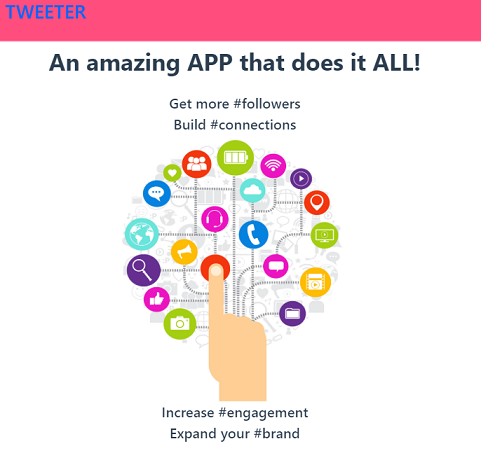 TWEETER
An amazing APP that does it ALL!
Get more #followers
Build #connections
Increase #engagement
Expand your #brand